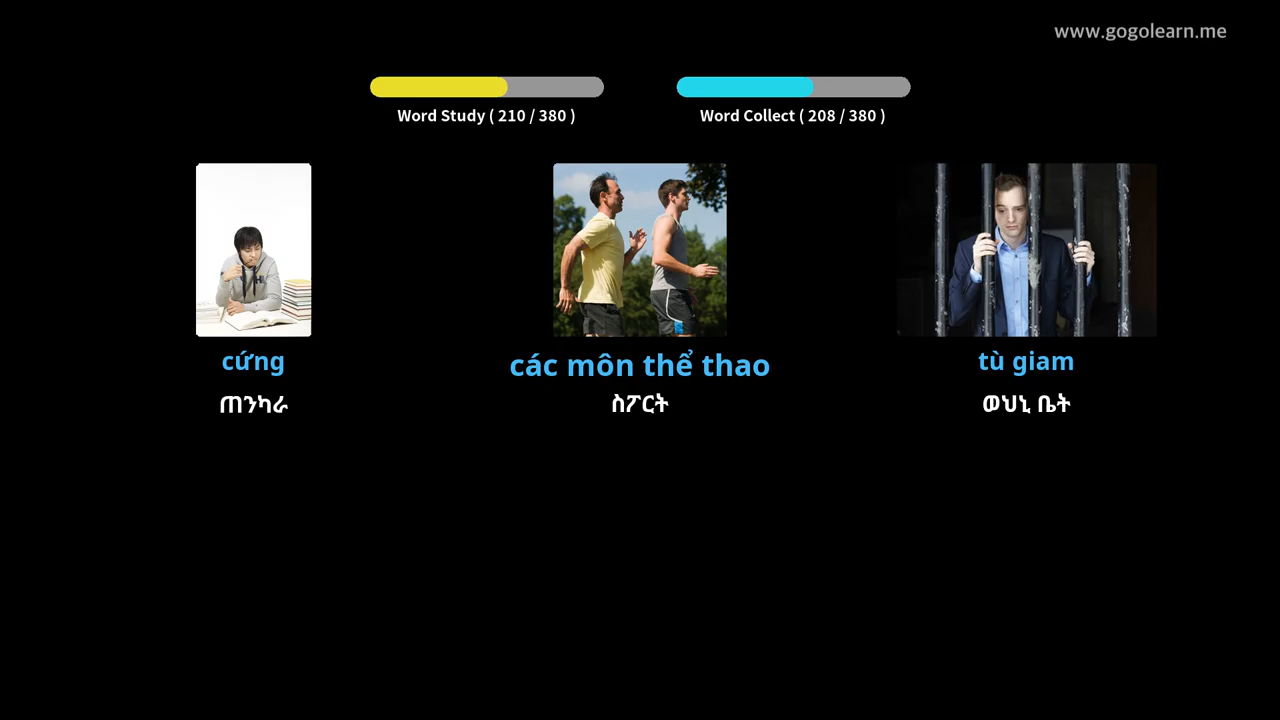 www.gogolearn.me
Word Study ( 210 / 380 )
Word Collect ( 208 / 380 )
cứng
các môn thể thao
tù giam
ጠንካራ
ስፖርት
ወህኒ ቤት